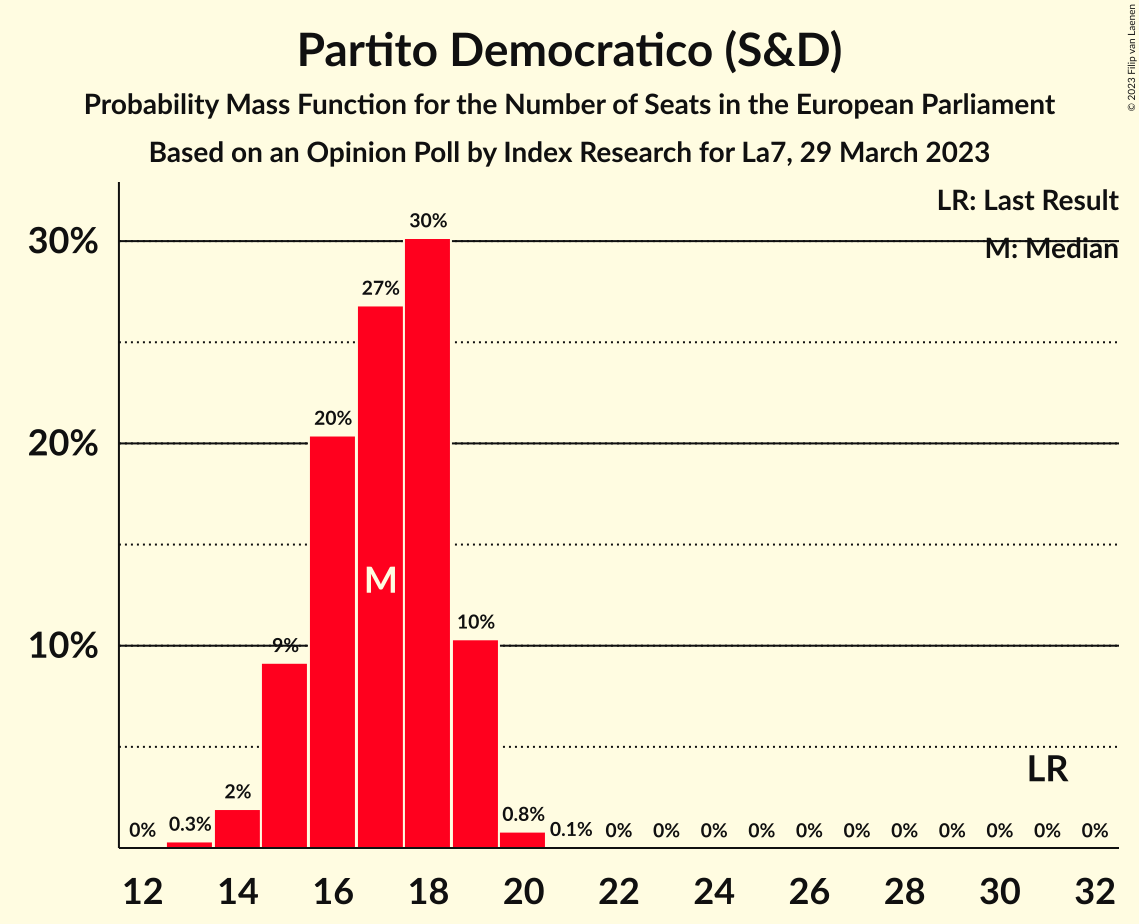 Partito Democratico (S&D)
Probability Mass Function for the Number of Seats in the European Parliament
Based on an Opinion Poll by Index Research for La7, 29 March 2023
© 2023 Filip van Laenen
LR: Last Result
M: Median
30%
20%
10%
0%
0.3%
2%
9%
20%
27%
30%
10%
0.8%
0.1%
0%
0%
0%
0%
0%
0%
0%
0%
0%
0%
0%
M
LR
12 14 16 18 20 22 24 26 28 30 32